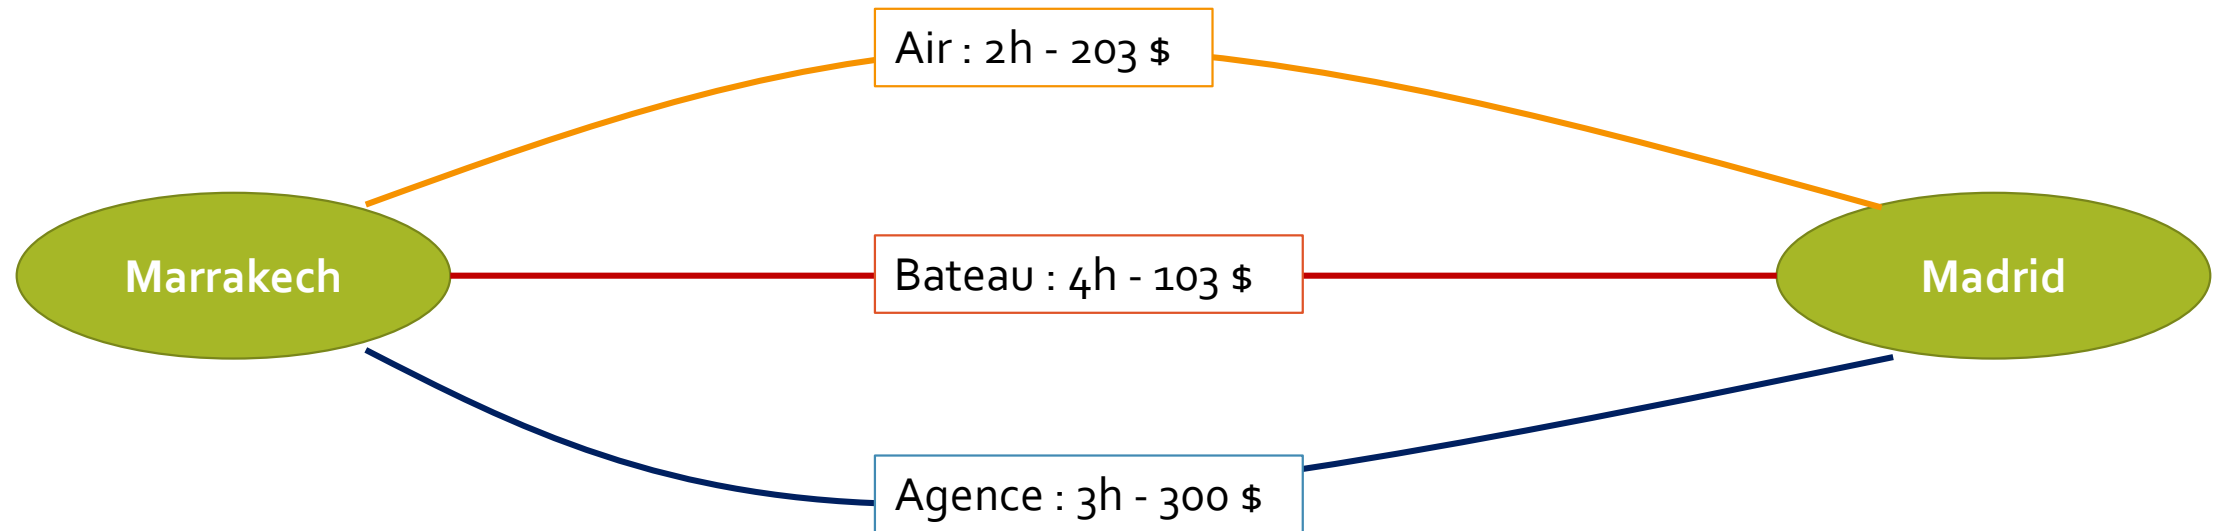 Air : 2h - 203 $
Marrakech
Bateau : 4h - 103 $
Madrid
Agence : 3h - 300 $